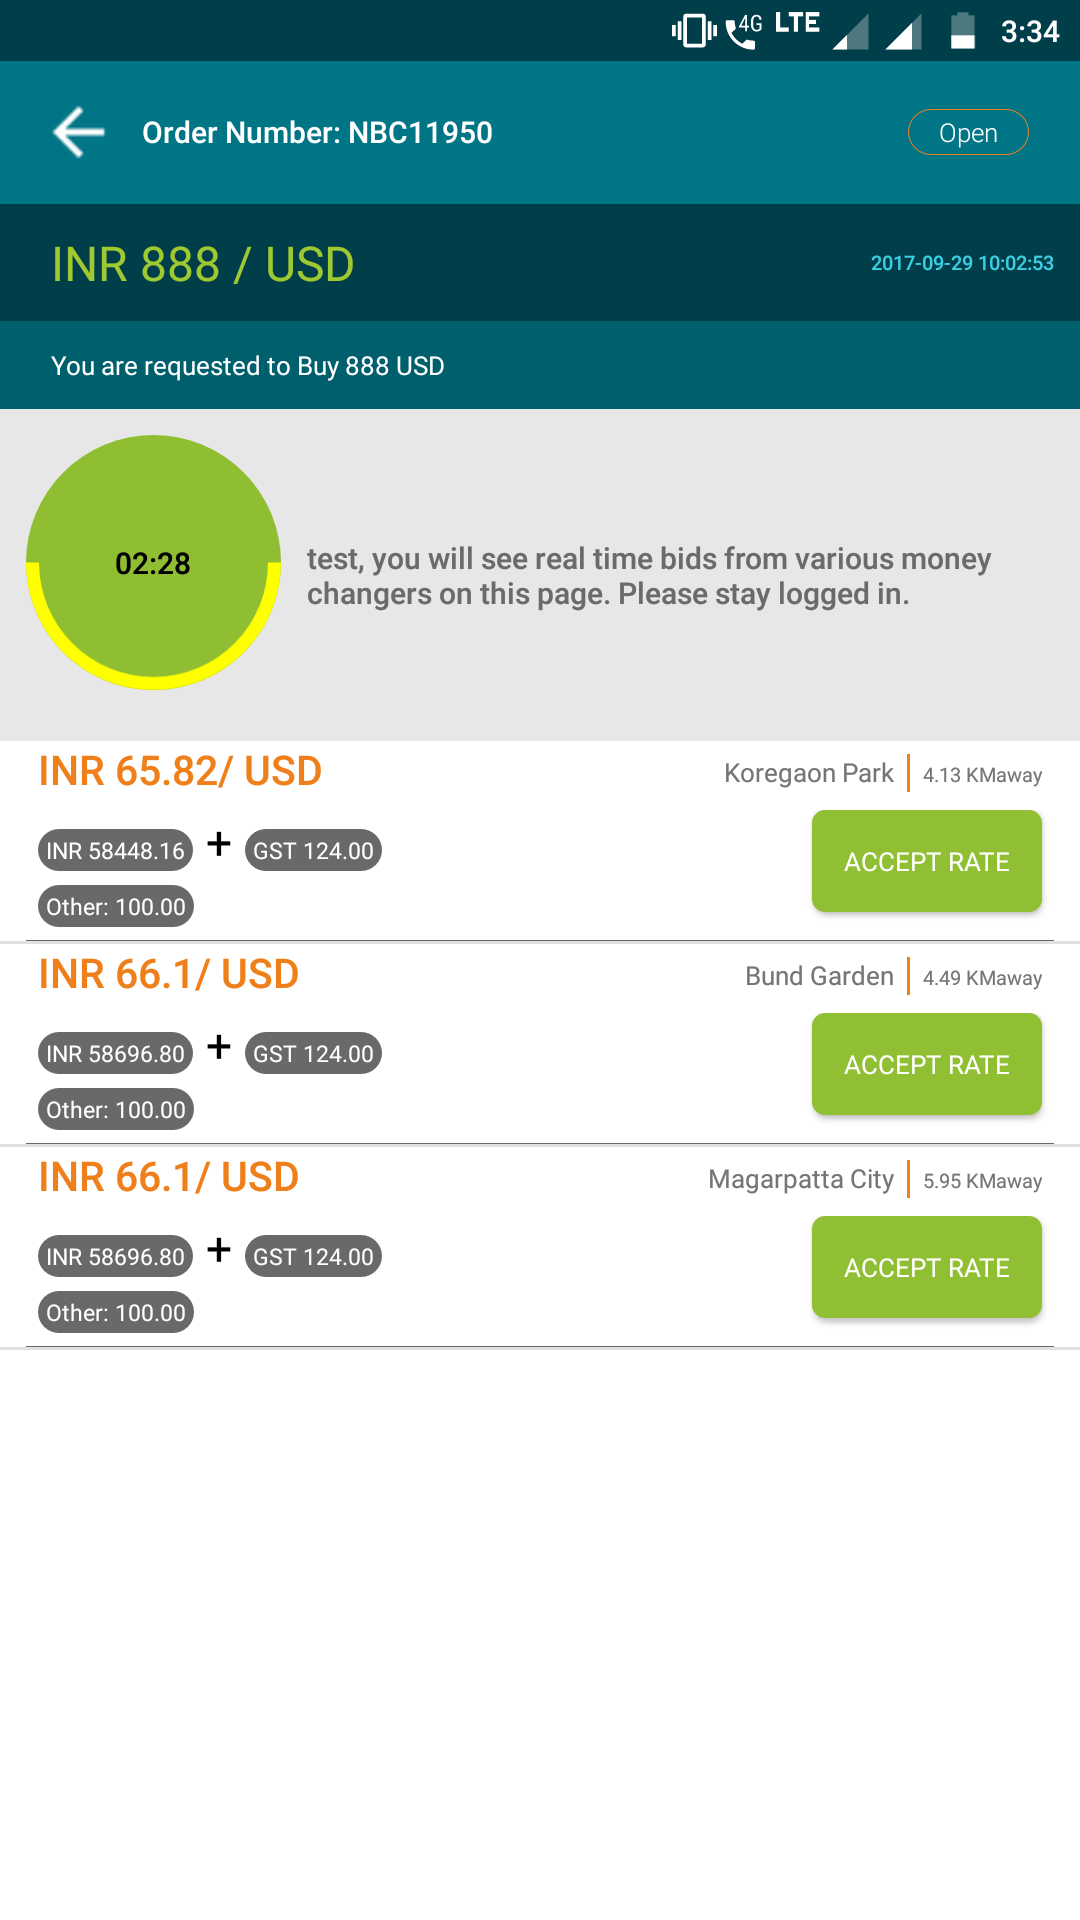 4G LTE 3:34
Order Number: NBC11950 Open
INR 888 / USD 2017-09-29 10:02:53
You are requested to Buy 888 USD
02:28
test, you will see real time bids from various money
changers on this page. Please stay logged in.
INR 65.82/ USD Koregaon Park 4.13 KMaway
INR 58448.16 + GST 124.00
ACCEPT RATE
Other: 100.00
INR 66.1/ USD Bund Garden 4.49 KMaway
INR 58696.80 + GST 124.00
ACCEPT RATE
Other: 100.00
INR 66.1/ USD Magarpatta City 5.95 KMaway
INR 58696.80 + GST 124.00
ACCEPT RATE
Other: 100.00